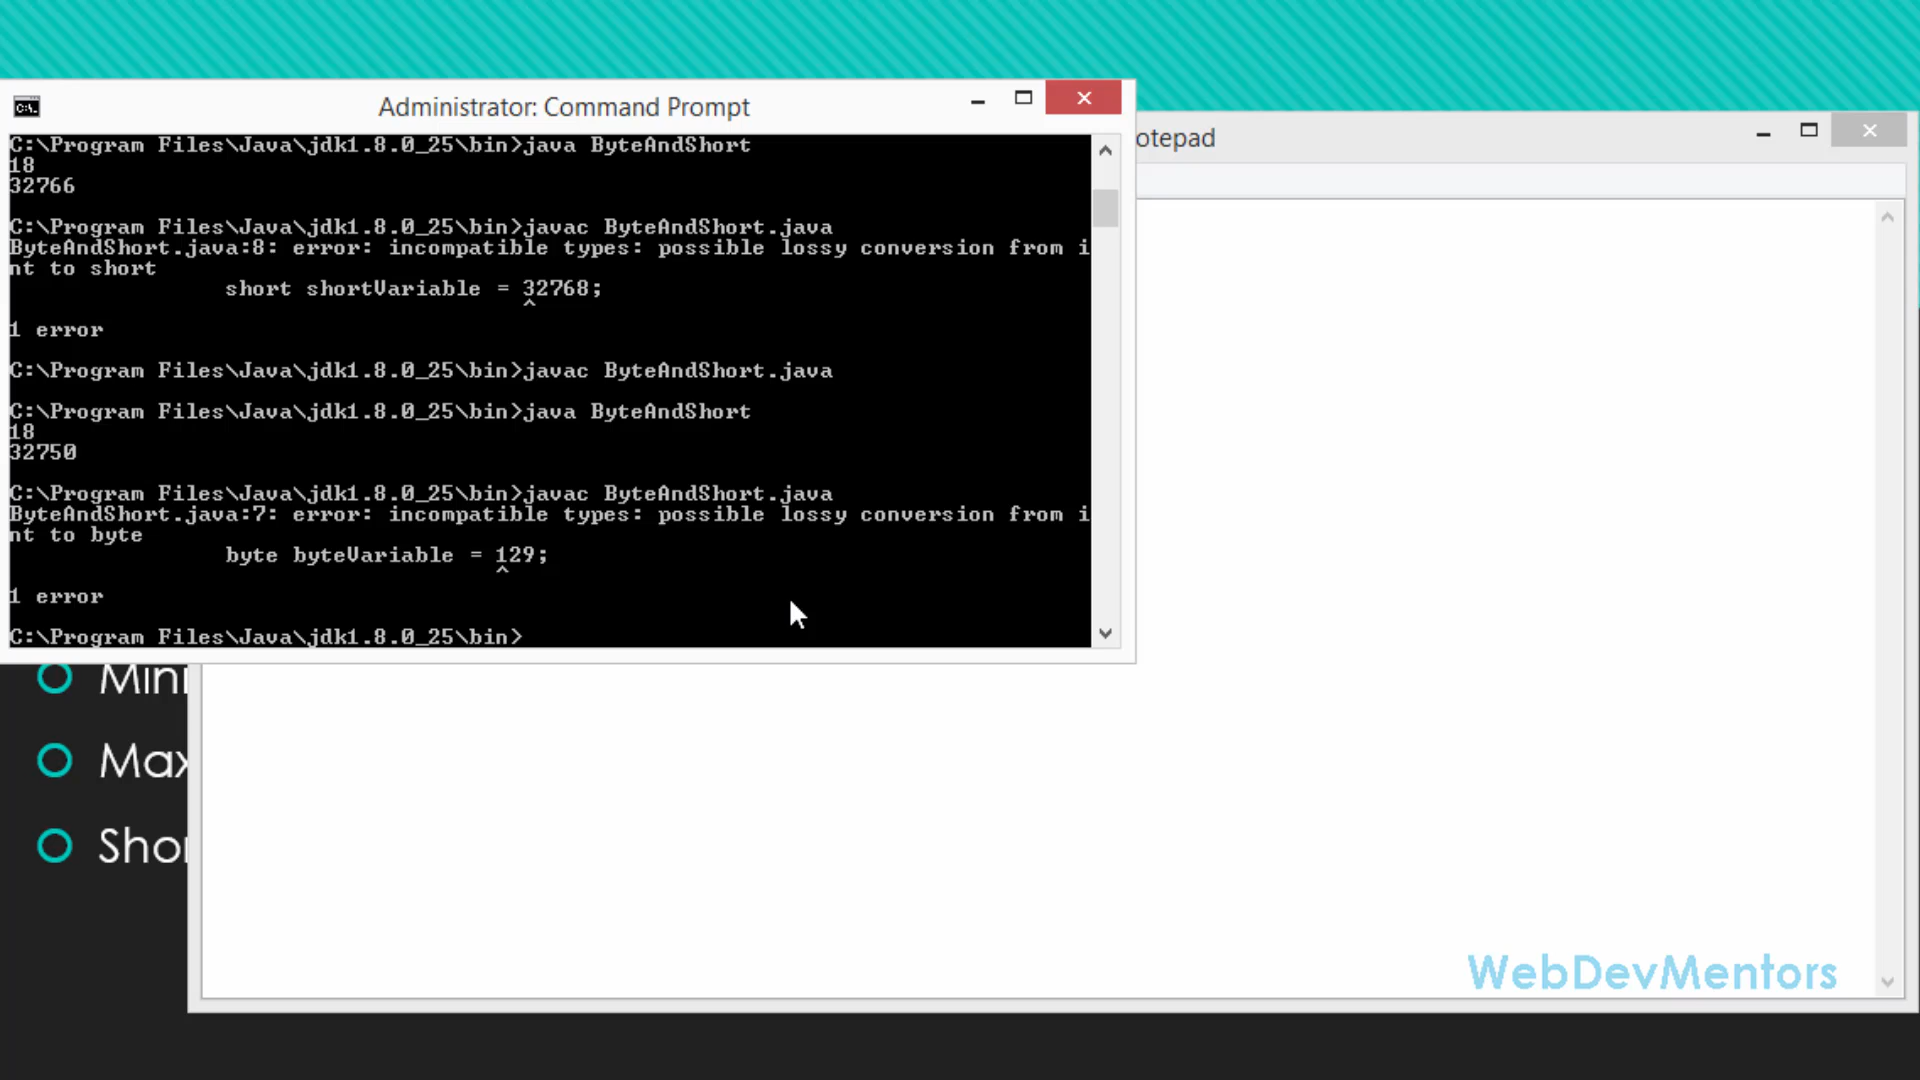 Administrator: Command Prompt
otepad
C:\Program Files\Java\jdk1.8.0_25\bin>java ByteAndShort
18
32766
C:\Program Files\Java\jdk1.8.0_25\bin>javac ByteAndShort.java
ByteAndShort.java:8: error: incompatible types: possible lossy conversion from i
nt to short
short shortVariable = 32768;
^
1 error
C:\Program Files\Java\jdk1.8.0_25\bin>javac ByteAndShort.java
C:\Program Files\Java\jdk1.8.0_25\bin>java ByteAndShort
18
32750
C:\Program Files\Java\jdk1.8.0_25\bin>javac ByteAndShort.java
ByteAndShort.java:7: error: incompatible types: possible lossy conversion from i
nt to byte
byte byteVariable = 129;
^
1 error
C:\Program Files\Java\jdk1.8.0_25\bin>
Mini
Max
Shor
WebDevMentors